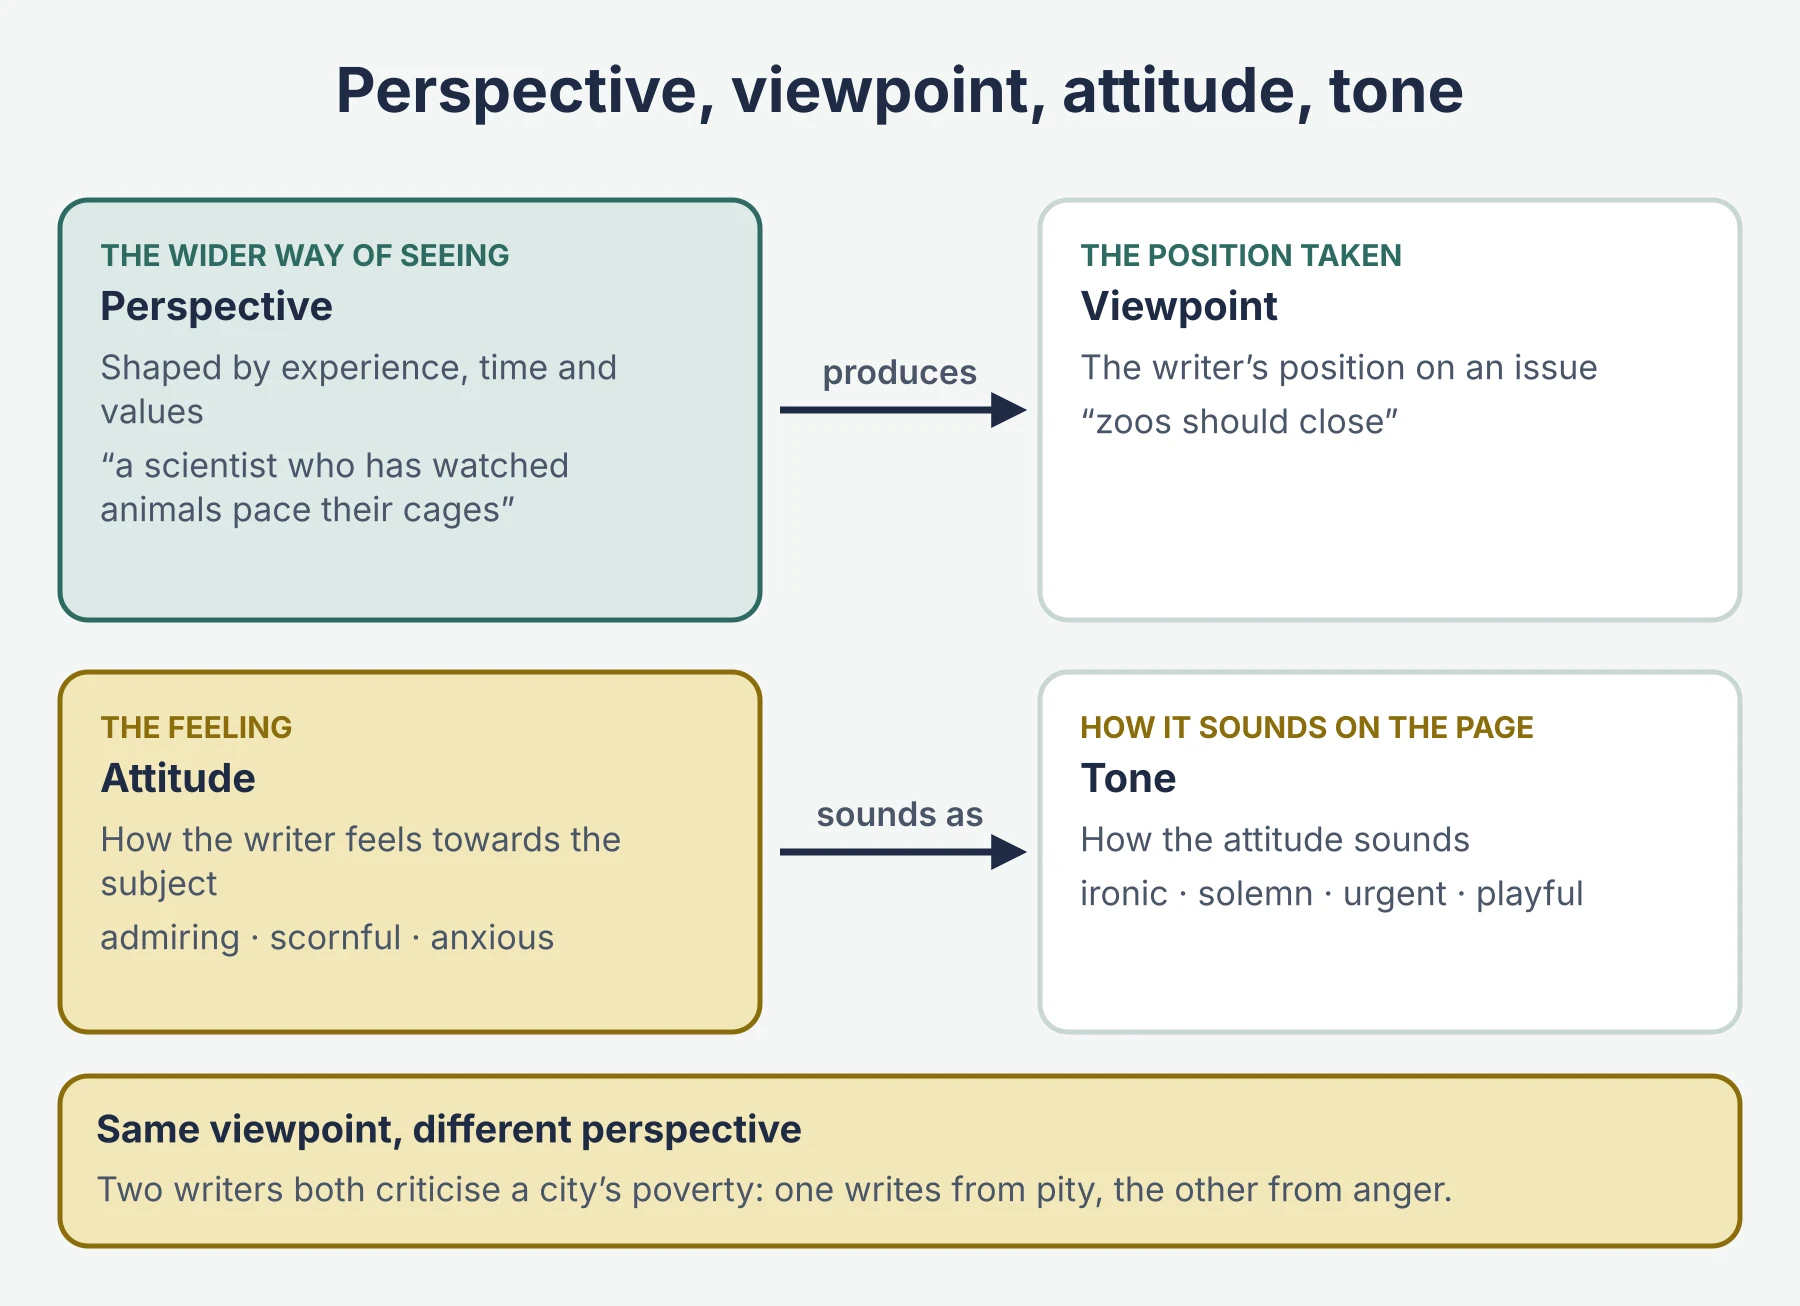 Perspective, viewpoint, attitude, tone
THE WIDER WAY OF SEEING
Perspective
Shaped by experience, time and
values
“a scientist who has watched
animals pace their cages”
produces
THE POSITION TAKEN
Viewpoint
The writer’s position on an issue
“zoos should close”
THE FEELING
Attitude
How the writer feels towards the
subject
admiring · scornful · anxious
sounds as
HOW IT SOUNDS ON THE PAGE
Tone
How the attitude sounds
ironic · solemn · urgent · playful
Same viewpoint, different perspective
Two writers both criticise a city’s poverty: one writes from pity, the other from anger.